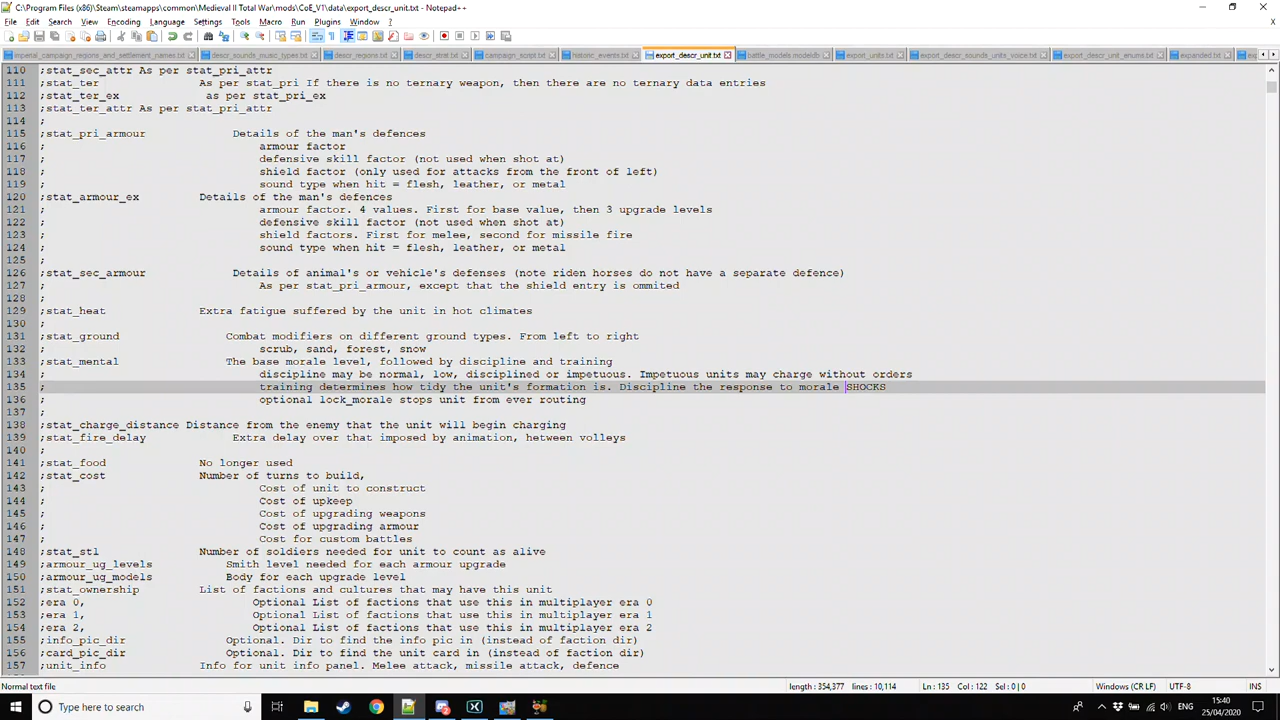 C:\Program Files (x86)\Steam\steamapps\common\Medieval II Total War\mods\CoE_V1\data\export_descr_unit.txt - Notepad++
File Edit Search View Encoding Language Settings Tools Macro Run Plugins Window ?
imperial_campaign_regions_and_settlement_names.txt descr_sounds_music_types.txt descr_regions.txt descr_strat.txt campaign_script.txt historic_events.txt export_descr_unit.txt battle_models.modeldb export_units.txt export_descr_sounds_units_voice.txt export_descr_unit_enums.txt expanded.txt
110 ;stat_sec_attr As per stat_pri_attr
111 ;stat_ter As per stat_pri If there is no ternary weapon, then there are no ternary data entries
112 ;stat_ter_ex as per stat_pri_ex
113 ;stat_ter_attr As per stat_pri_attr
114 ;
115 ;stat_pri_armour Details of the man's defences
116 ; armour factor
117 ; defensive skill factor (not used when shot at)
118 ; shield factor (only used for attacks from the front of left)
119 ; sound type when hit = flesh, leather, or metal
120 ;stat_armour_ex Details of the man's defences
121 ; armour factor. 4 values. First for base value, then 3 upgrade levels
122 ; defensive skill factor (not used when shot at)
123 ; shield factors. First for melee, second for missile fire
124 ; sound type when hit = flesh, leather, or metal
125 ;
126 ;stat_sec_armour Details of animal's or vehicle's defenses (note riden horses do not have a separate defence)
127 ; As per stat_pri_armour, except that the shield entry is ommited
128 ;
129 ;stat_heat Extra fatigue suffered by the unit in hot climates
130 ;
131 ;stat_ground Combat modifiers on different ground types. From left to right
132 ; scrub, sand, forest, snow
133 ;stat_mental The base morale level, followed by discipline and training
134 ; discipline may be normal, low, disciplined or impetuous. Impetuous units may charge without orders
135 ; training determines how tidy the unit's formation is. Discipline the response to morale SHOCKS
136 ; optional lock_morale stops unit from ever routing
137 ;
138 ;stat_charge_distance Distance from the enemy that the unit will begin charging
139 ;stat_fire_delay Extra delay over that imposed by animation, hetween volleys
140 ;
141 ;stat_food No longer used
142 ;stat_cost Number of turns to build,
143 ; Cost of unit to construct
144 ; Cost of upkeep
145 ; Cost of upgrading weapons
146 ; Cost of upgrading armour
147 ; Cost for custom battles
148 ;stat_stl Number of soldiers needed for unit to count as alive
149 ;armour_ug_levels Smith level needed for each armour upgrade
150 ;armour_ug_models Body for each upgrade level
151 ;stat_ownership List of factions and cultures that may have this unit
152 ;era 0, Optional List of factions that use this in multiplayer era 0
153 ;era 1, Optional List of factions that use this in multiplayer era 1
154 ;era 2, Optional List of factions that use this in multiplayer era 2
155 ;info_pic_dir Optional. Dir to find the info pic in (instead of faction dir)
156 ;card_pic_dir Optional. Dir to find the unit card in (instead of faction dir)
157 ;unit_info Info for unit info panel. Melee attack, missile attack, defence
Normal text file length : 354,377 lines : 10,114 Ln : 135 Col : 122 Sel : 0 | 0 Windows (CR LF) UTF-8 INS
Type here to search ENG 15:40
25/04/2020